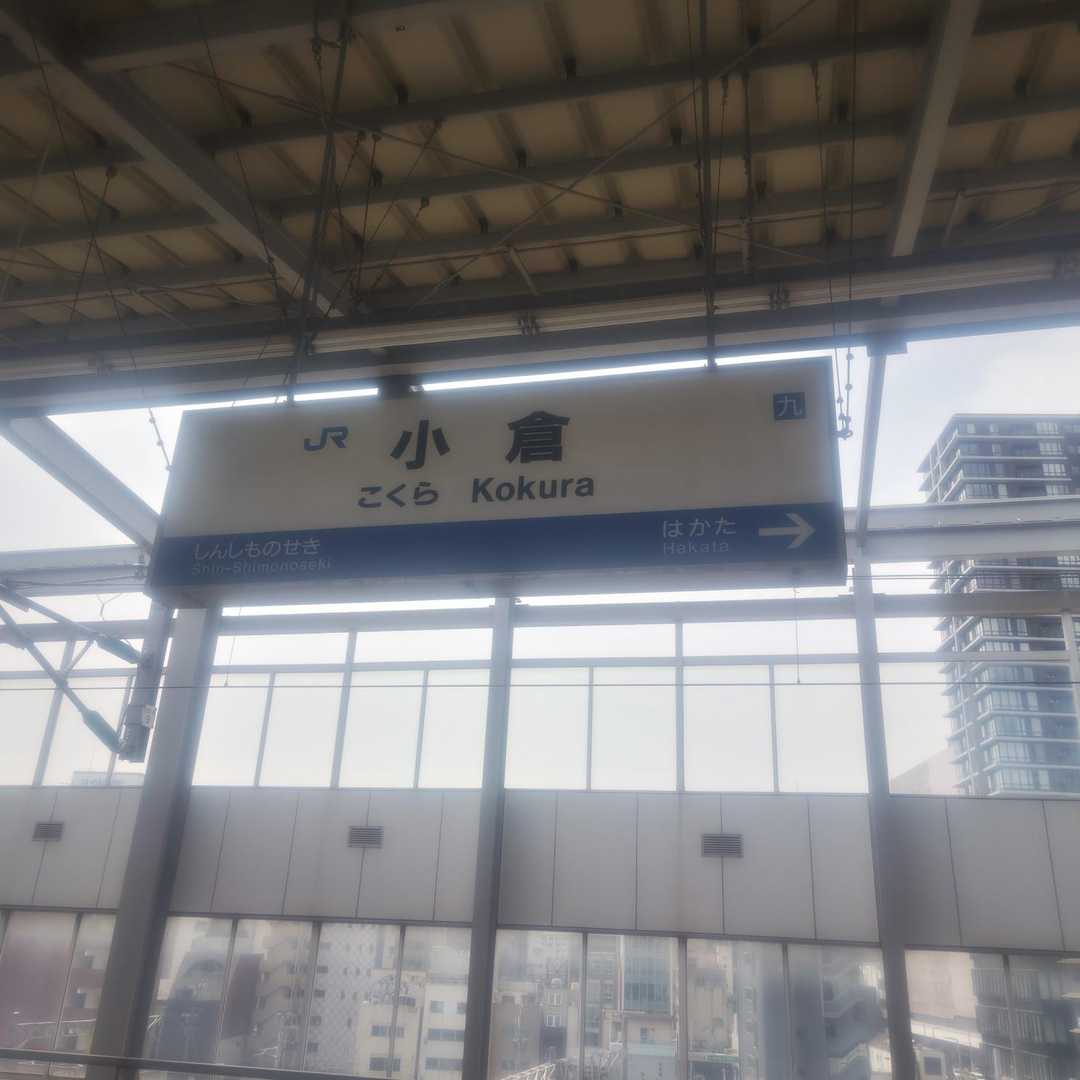 JR 小倉 九
こくら Kokura
しんしものせき はかた →
Shin-Shimonoseki Hakata